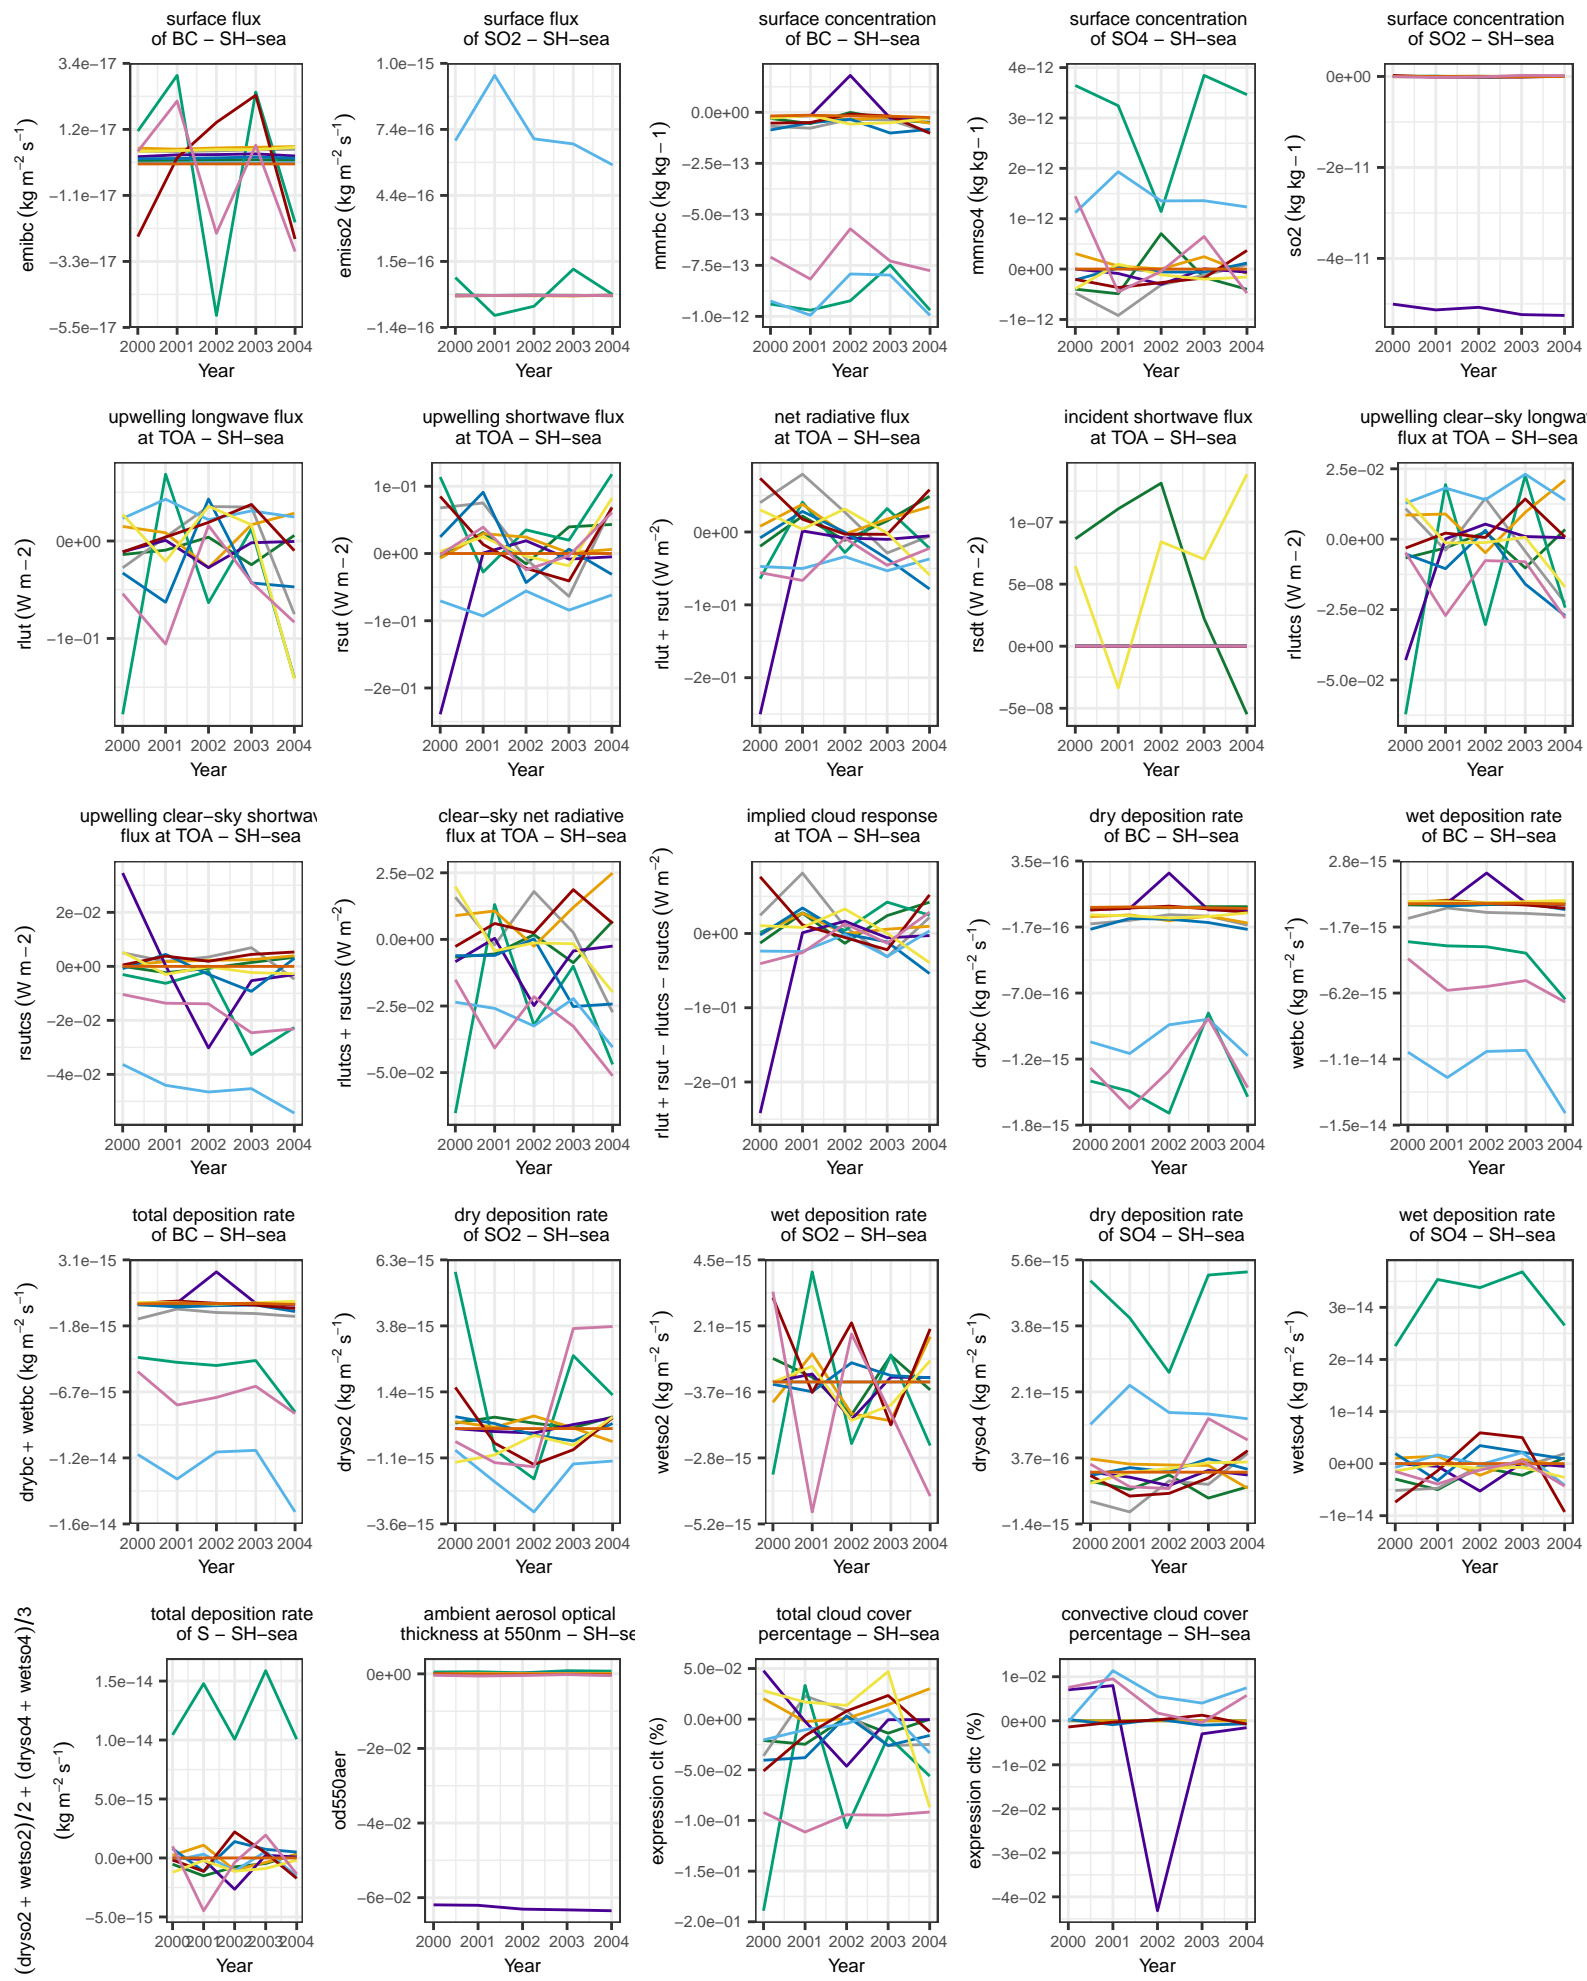 surface flux
of BC − SH−sea
3.4e−17
1.2e−17
−1.1e−17
−3.3e−17
−5.5e−17
emibc (kg m−2 s−1)
2000 2001 2002 2003 2004
Year
surface flux
of SO2 − SH−sea
1.0e−15
7.4e−16
4.4e−16
1.5e−16
−1.4e−16
emiso2 (kg m−2 s−1)
2000 2001 2002 2003 2004
Year
surface concentration
of BC − SH−sea
0.0e+00
−2.5e−13
−5.0e−13
−7.5e−13
−1.0e−12
mmrbc (kg kg−1)
2000 2001 2002 2003 2004
Year
surface concentration
of SO4 − SH−sea
4e−12
3e−12
2e−12
1e−12
0e+00
−1e−12
mmrso4 (kg kg−1)
2000 2001 2002 2003 2004
Year
surface concentration
of SO2 − SH−sea
0e+00
−2e−11
−4e−11
so2 (kg kg−1)
2000 2001 2002 2003 2004
Year
upwelling longwave flux
at TOA − SH−sea
0e+00
−1e−01
rlut (W m−2)
2000 2001 2002 2003 2004
Year
upwelling shortwave flux
at TOA − SH−sea
1e−01
0e+00
−1e−01
−2e−01
rsut (W m−2)
2000 2001 2002 2003 2004
Year
net radiative flux
at TOA − SH−sea
0e+00
−1e−01
−2e−01
rlut + rsut (W m−2)
2000 2001 2002 2003 2004
Year
incident shortwave flux
at TOA − SH−sea
1e−07
5e−08
0e+00
−5e−08
rsdt (W m−2)
2000 2001 2002 2003 2004
Year
upwelling clear−sky longwa
flux at TOA − SH−sea
2.5e−02
0.0e+00
−2.5e−02
−5.0e−02
rlutcs (W m−2)
2000 2001 2002 2003 2004
Year
upwelling clear−sky shortwav
flux at TOA − SH−sea
2e−02
0e+00
−2e−02
−4e−02
rsutcs (W m−2)
2000 2001 2002 2003 2004
Year
clear−sky net radiative
flux at TOA − SH−sea
2.5e−02
0.0e+00
−2.5e−02
−5.0e−02
rlutcs + rsutcs (W m−2)
2000 2001 2002 2003 2004
Year
implied cloud response
at TOA − SH−sea
0e+00
−1e−01
−2e−01
rlut + rsut − rlutcs − rsutcs (W m−2)
2000 2001 2002 2003 2004
Year
dry deposition rate
of BC − SH−sea
3.5e−16
−1.7e−16
−7.0e−16
−1.2e−15
−1.8e−15
drybc (kg m−2 s−1)
2000 2001 2002 2003 2004
Year
wet deposition rate
of BC − SH−sea
2.8e−15
−1.7e−15
−6.2e−15
−1.1e−14
−1.5e−14
wetbc (kg m−2 s−1)
2000 2001 2002 2003 2004
Year
total deposition rate
of BC − SH−sea
3.1e−15
−1.8e−15
−6.7e−15
−1.2e−14
−1.6e−14
drybc + wetbc (kg m−2 s−1)
2000 2001 2002 2003 2004
Year
dry deposition rate
of SO2 − SH−sea
6.3e−15
3.8e−15
1.4e−15
−1.1e−15
−3.6e−15
dryso2 (kg m−2 s−1)
2000 2001 2002 2003 2004
Year
wet deposition rate
of SO2 − SH−sea
4.5e−15
2.1e−15
−3.7e−16
−2.8e−15
−5.2e−15
wetso2 (kg m−2 s−1)
2000 2001 2002 2003 2004
Year
dry deposition rate
of SO4 − SH−sea
5.6e−15
3.8e−15
2.1e−15
3.7e−16
−1.4e−15
dryso4 (kg m−2 s−1)
2000 2001 2002 2003 2004
Year
wet deposition rate
of SO4 − SH−sea
3e−14
2e−14
1e−14
0e+00
−1e−14
wetso4 (kg m−2 s−1)
2000 2001 2002 2003 2004
Year
total deposition rate
of S − SH−sea
1.5e−14
1.0e−14
5.0e−15
0.0e+00
−5.0e−15
(dryso2 + wetso2)/2 + (dryso4 + wetso4)/3
(kg m−2 s−1)
2000 2001 2002 2003 2004
Year
ambient aerosol optical
thickness at 550nm − SH−se
0e+00
−2e−02
−4e−02
−6e−02
od550aer
2000 2001 2002 2003 2004
Year
total cloud cover
percentage − SH−sea
5.0e−02
0.0e+00
−5.0e−02
−1.0e−01
−1.5e−01
−2.0e−01
expression clt (%)
2000 2001 2002 2003 2004
Year
convective cloud cover
percentage − SH−sea
1e−02
0e+00
−1e−02
−2e−02
−3e−02
−4e−02
expression cltc (%)
2000 2001 2002 2003 2004
Year